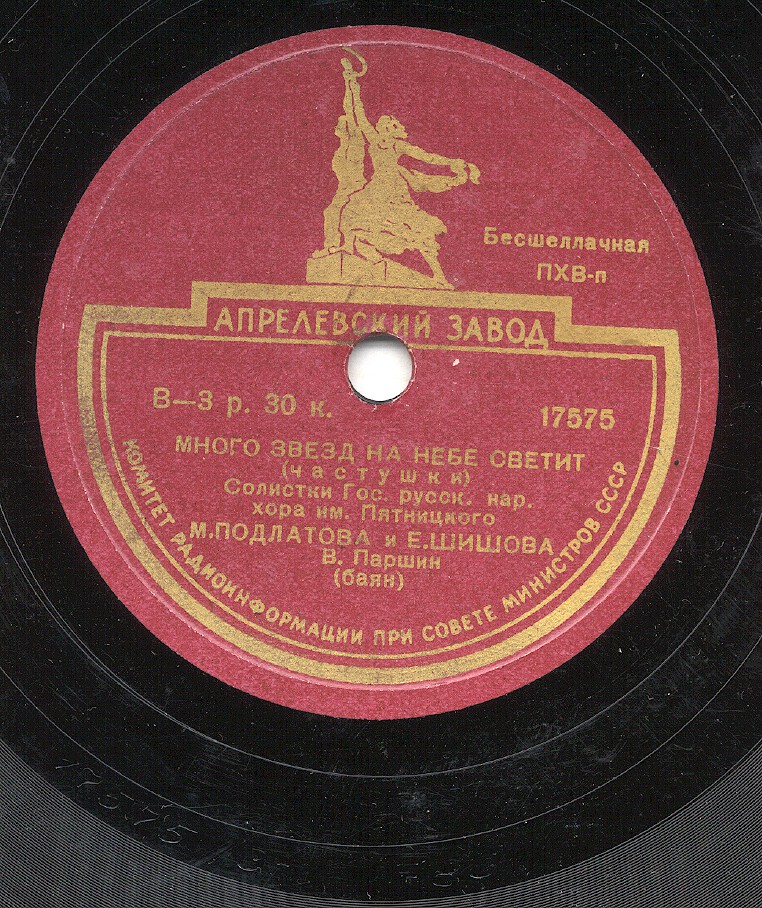 Бесшеллачная
ПХВ-п
АПРЕЛЕВСКИЙ ЗАВОД
В—3 р. 30 к.
17575
МНОГО ЗВЕЗД НА НЕБЕ СВЕТИТ
(частушки)
Солистки Гос. русск. нар.
хора им. Пятницкого
М.ПОДЛАТОВА и Е.ШИШОВА
В. Паршин
(баян)
КОМИТЕТ РАДИОИНФОРМАЦИИ ПРИ СОВЕТЕ МИНИСТРОВ СССР
17575